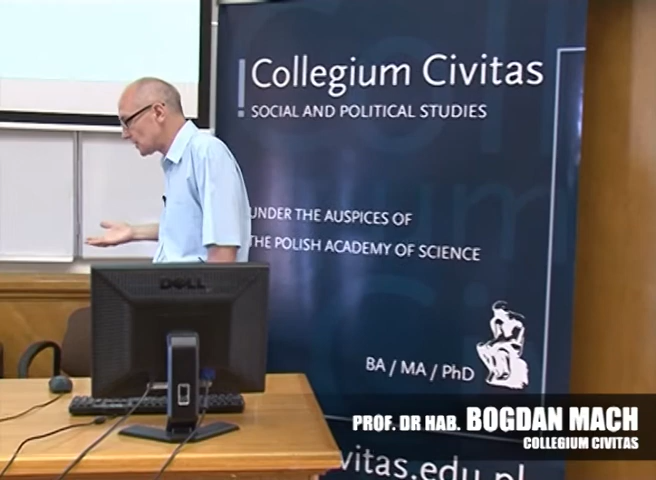 Collegium Civitas
SOCIAL AND POLITICAL STUDIES
UNDER THE AUSPICES OF
THE POLISH ACADEMY OF SCIENCE
DELL
BA / MA / PhD
PROF. DR HAB. BOGDAN MACH
COLLEGIUM CIVITAS
vitas.edu.pl